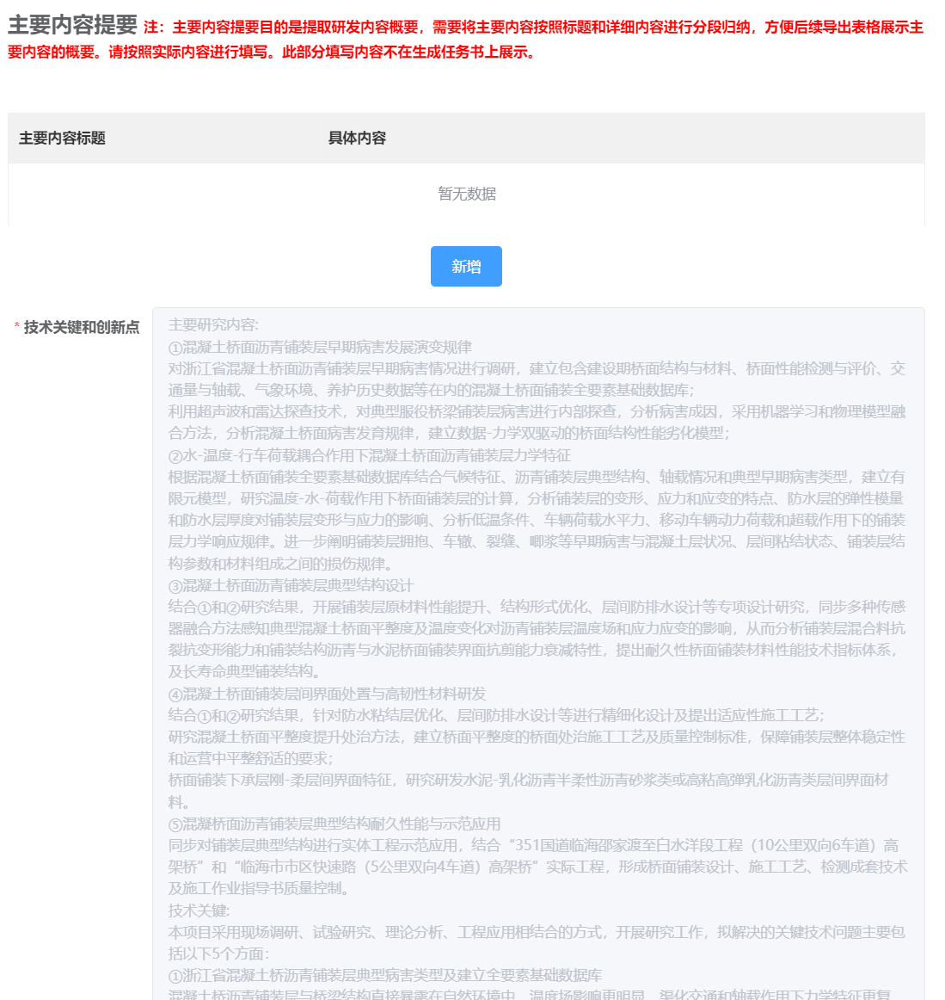 主要内容提要 注：主要内容提要目的是提取研发内容概要，需要将主要内容按照标题和详细内容进行分段归纳，方便后续导出表格展示主
要内容的概要。请按照实际内容进行填写。此部分填写内容不在生成任务书上展示。
主要内容标题 具体内容
暂无数据
新增
* 技术关键和创新点
主要研究内容:
①混凝土桥面沥青铺装层早期病害发展演变规律
对浙江省混凝土桥面沥青铺装层早期病害情况进行调研，建立包含建设期桥面结构与材料、桥面性能检测与评价、交
通量与轴载、气象环境、养护历史数据等在内的混凝土桥面铺装全要素基础数据库；
利用超声波和雷达探查技术，对典型服役桥梁铺装层病害进行内部探查，分析病害成因，采用机器学习和物理模型融
合方法，分析混凝土桥面病害发育规律，建立数据-力学双驱动的桥面结构性能劣化模型；
②水-温度-行车荷载耦合作用下混凝土桥面沥青铺装层力学特征
根据混凝土桥面铺装全要素基础数据库结合气候特征、沥青铺装层典型结构、轴载情况和典型早期病害类型，建立有
限元模型，研究温度-水-荷载作用下桥面铺装层的计算，分析铺装层的变形、应力和应变的特点、防水层的弹性模量
和防水层厚度对铺装层变形与应力的影响、分析低温条件、车辆荷载水平力、移动车辆动力荷载和超载作用下的铺装
层力学响应规律。进一步阐明铺装层拥抱、车辙、裂缝、唧浆等早期病害与混凝土层状况、层间粘结状态、铺装层结
构参数和材料组成之间的损伤规律。
③混凝土桥面沥青铺装层典型结构设计
结合①和②研究结果，开展铺装层原材料性能提升、结构形式优化、层间防排水设计等专项设计研究，同步多种传感
器融合方法感知典型混凝土桥面平整度及温度变化对沥青铺装层温度场和应力应变的影响，从而分析铺装层混合料抗
裂抗变形能力和铺装结构沥青与水泥桥面铺装界面抗剪能力衰减特性，提出耐久性桥面铺装材料性能技术指标体系，
及长寿命典型铺装结构。
④混凝土桥面铺装层间界面处置与高韧性材料研发
结合①和②研究结果，针对防水粘结层优化、层间防排水设计等进行精细化设计及提出适应性施工工艺；
研究混凝土桥面平整度提升处治方法，建立桥面平整度的桥面处治施工工艺及质量控制标准，保障铺装层整体稳定性
和运营中平整舒适的要求；
桥面铺装下承层刚-柔层间界面特征，研究研发水泥-乳化沥青半柔性沥青砂浆类或高粘高弹乳化沥青类层间界面材
料。
⑤混凝桥面沥青铺装层典型结构耐久性能与示范应用
同步对铺装层典型结构进行实体工程示范应用，结合“351国道临海邵家渡至白水洋段工程（10公里双向6车道）高
架桥”和“临海市市区快速路（5公里双向4车道）高架桥”实际工程，形成桥面铺装设计、施工工艺、检测成套技术
及施工作业指导书质量控制。
技术关键:
本项目采用现场调研、试验研究、理论分析、工程应用相结合的方式，开展研究工作，拟解决的关键技术问题主要包
括以下5个方面：
①浙江省混凝土桥沥青铺装层典型病害类型及建立全要素基础数据库
混凝土桥沥青铺装层与桥梁结构直接暴露在自然环境中，温度场影响更明显，渠化交通和轴载作用下力学特征更复